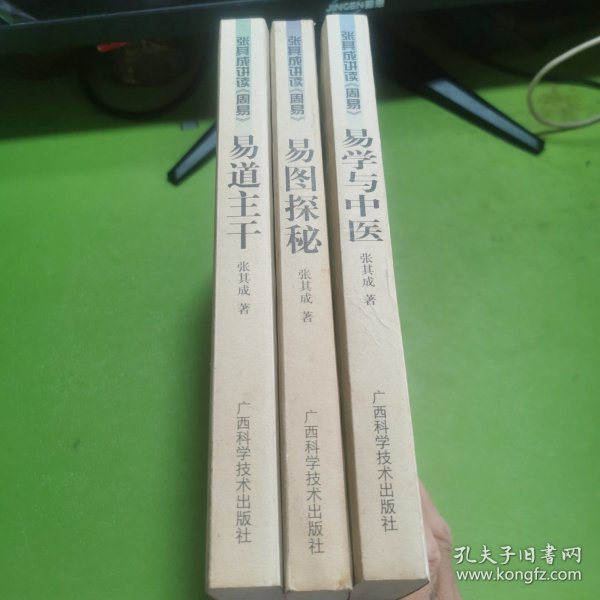 张其成讲读《周易》
易道主干
张其成 著
广西科学技术出版社
张其成讲读《周易》
易图探秘
张其成 著
广西科学技术出版社
张其成讲读《周易》
易学与中医
张其成 著
广西科学技术出版社
孔夫子旧书网
www.kongfz.com